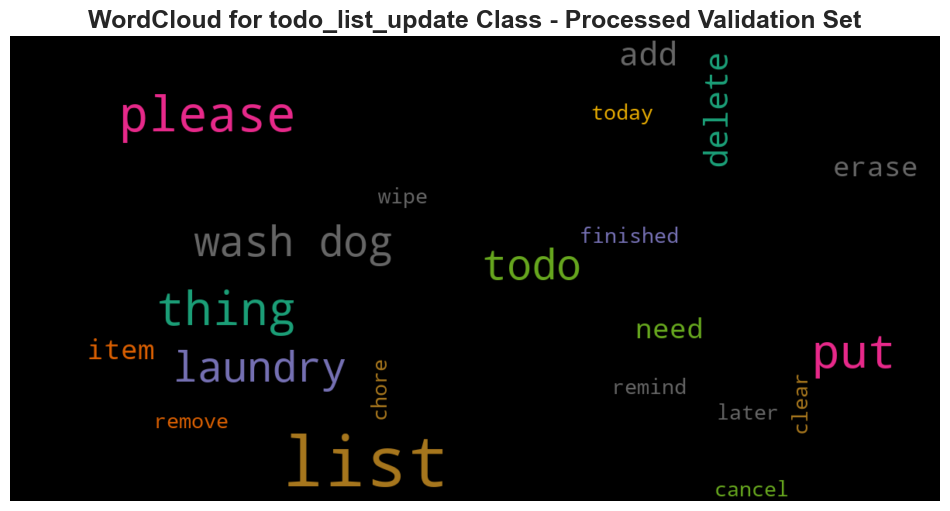 WordCloud for todo_list_update Class - Processed Validation Set
add
delete
please
today
erase
wipe
wash dog
finished
todo
thing
need
item
put
laundry
chore
remind
clear
later
remove
list
cancel